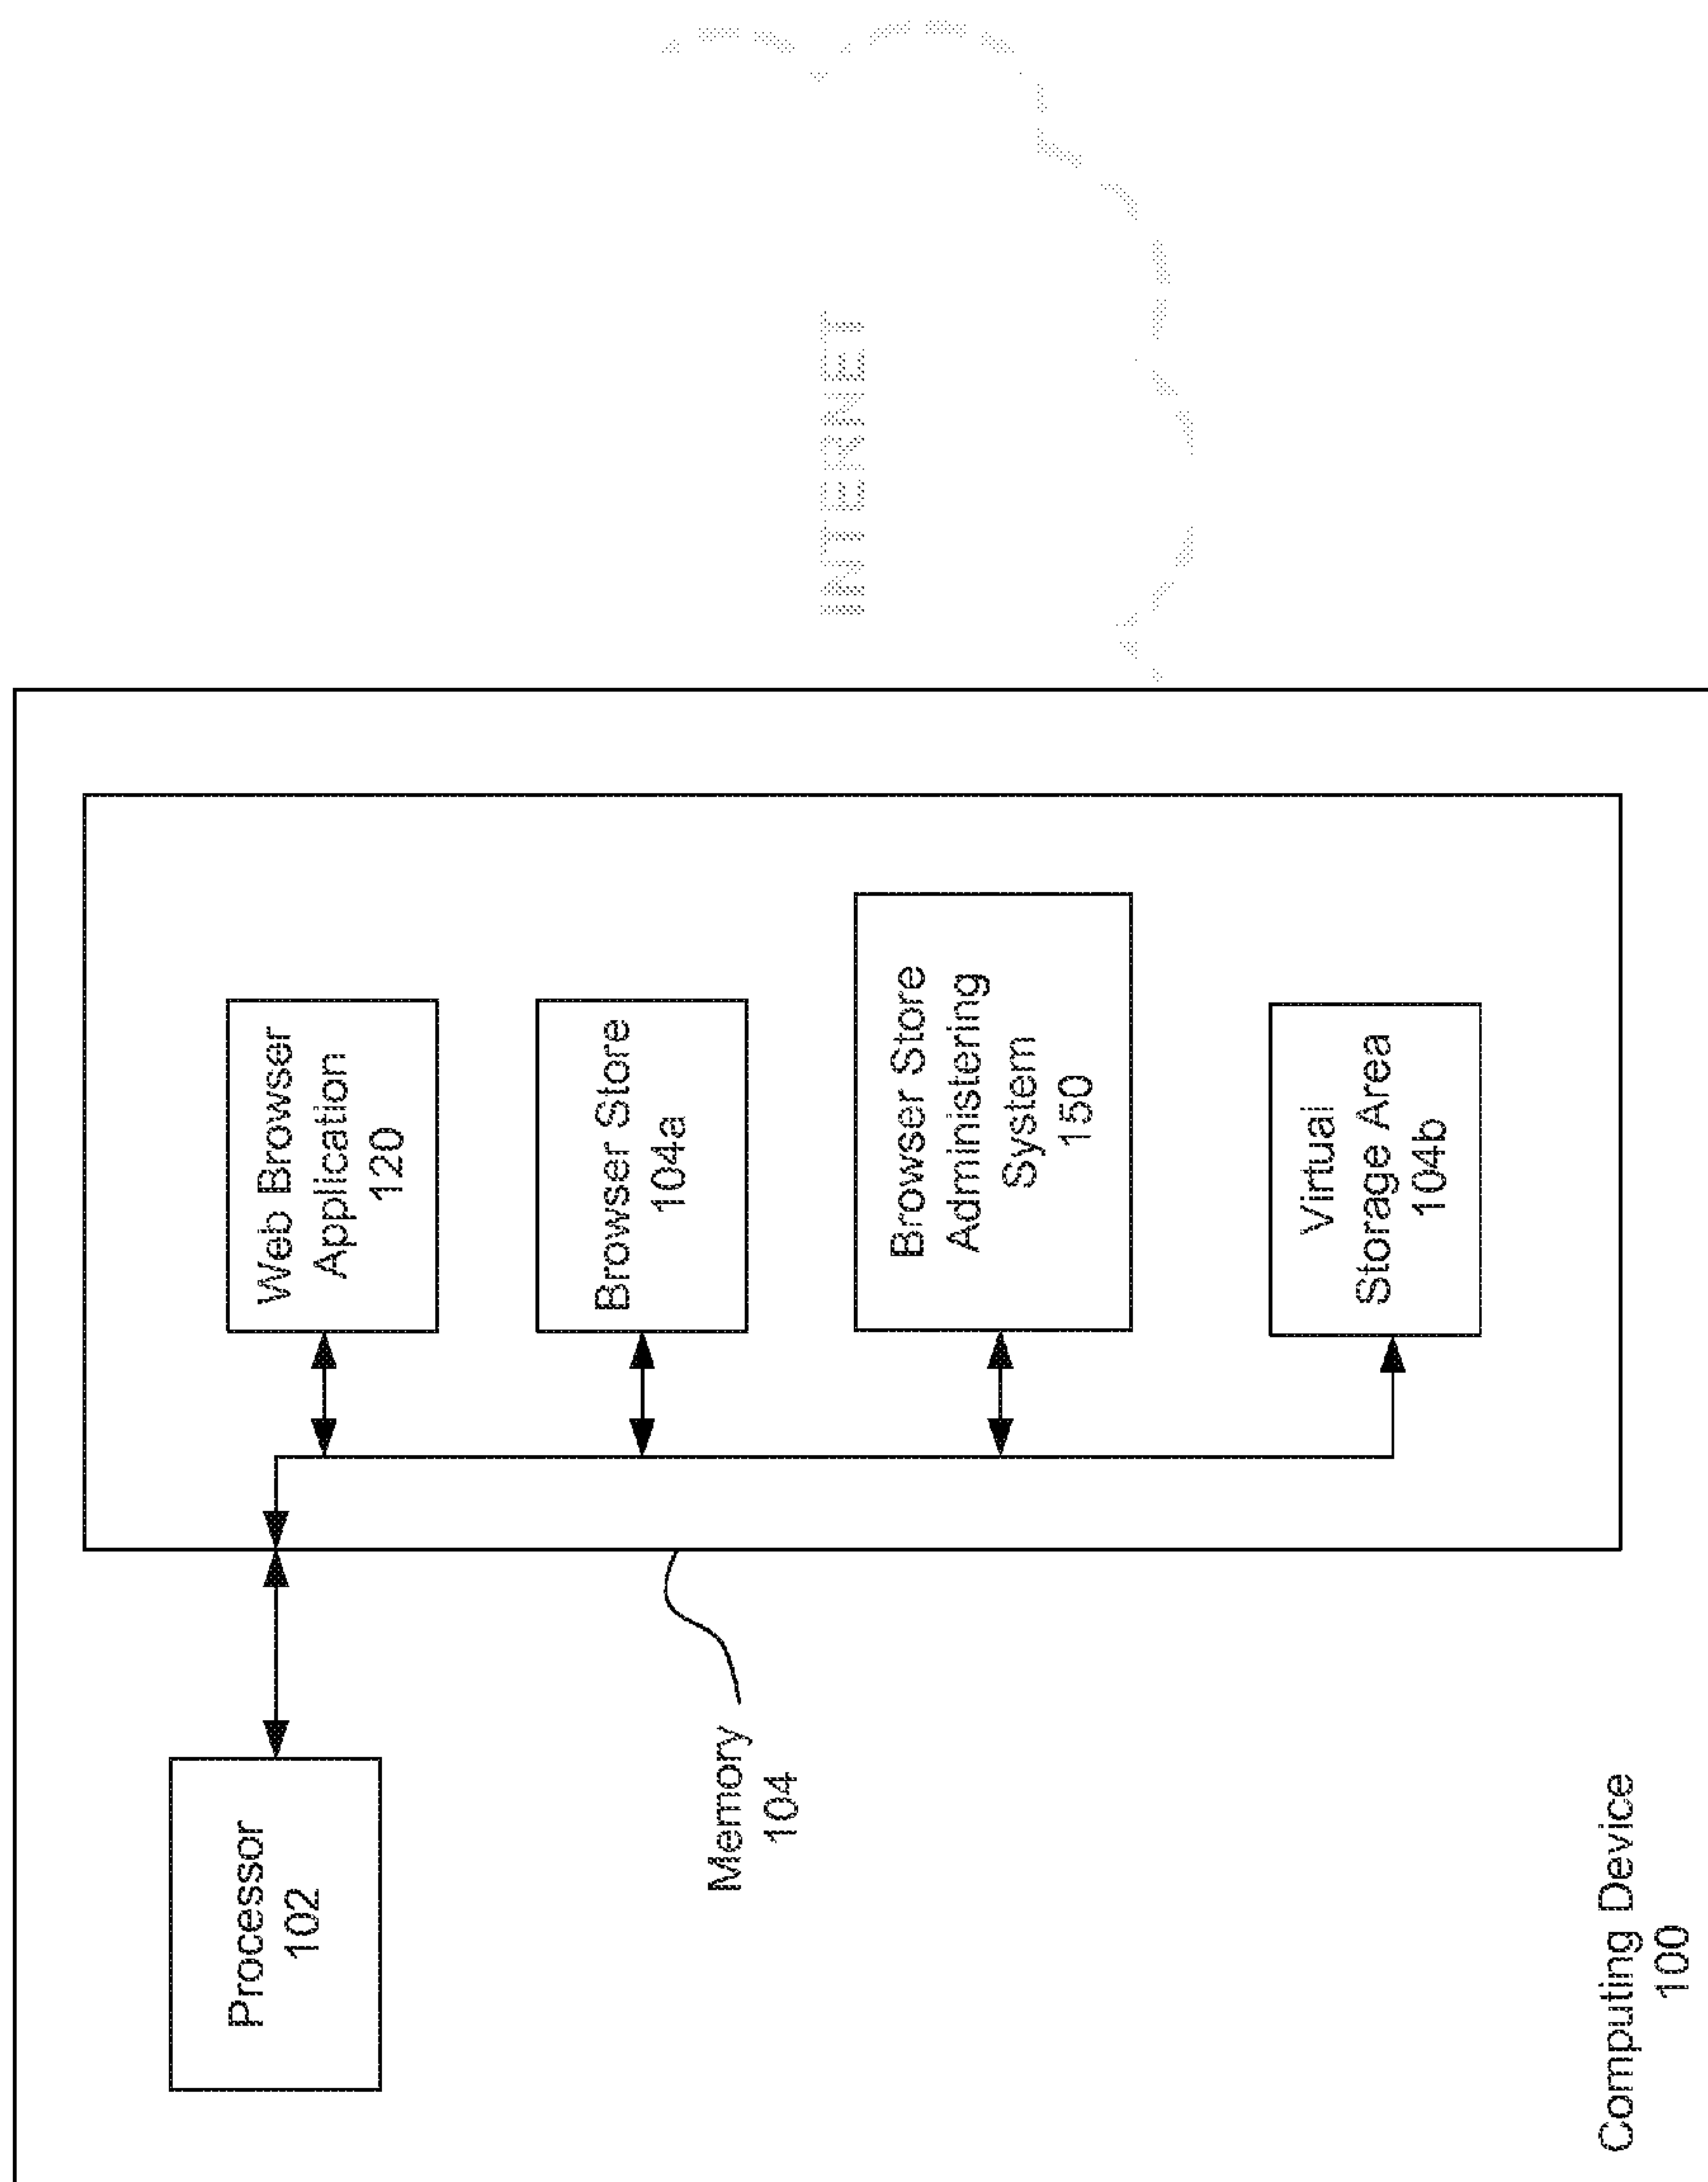 Processor
102
Memory
104
Computing Device
100
Web Browser
Application
120
Browser Store
104a
Browser Store
Administering
System
150
Virtual
Storage Area
104b
INTERNET